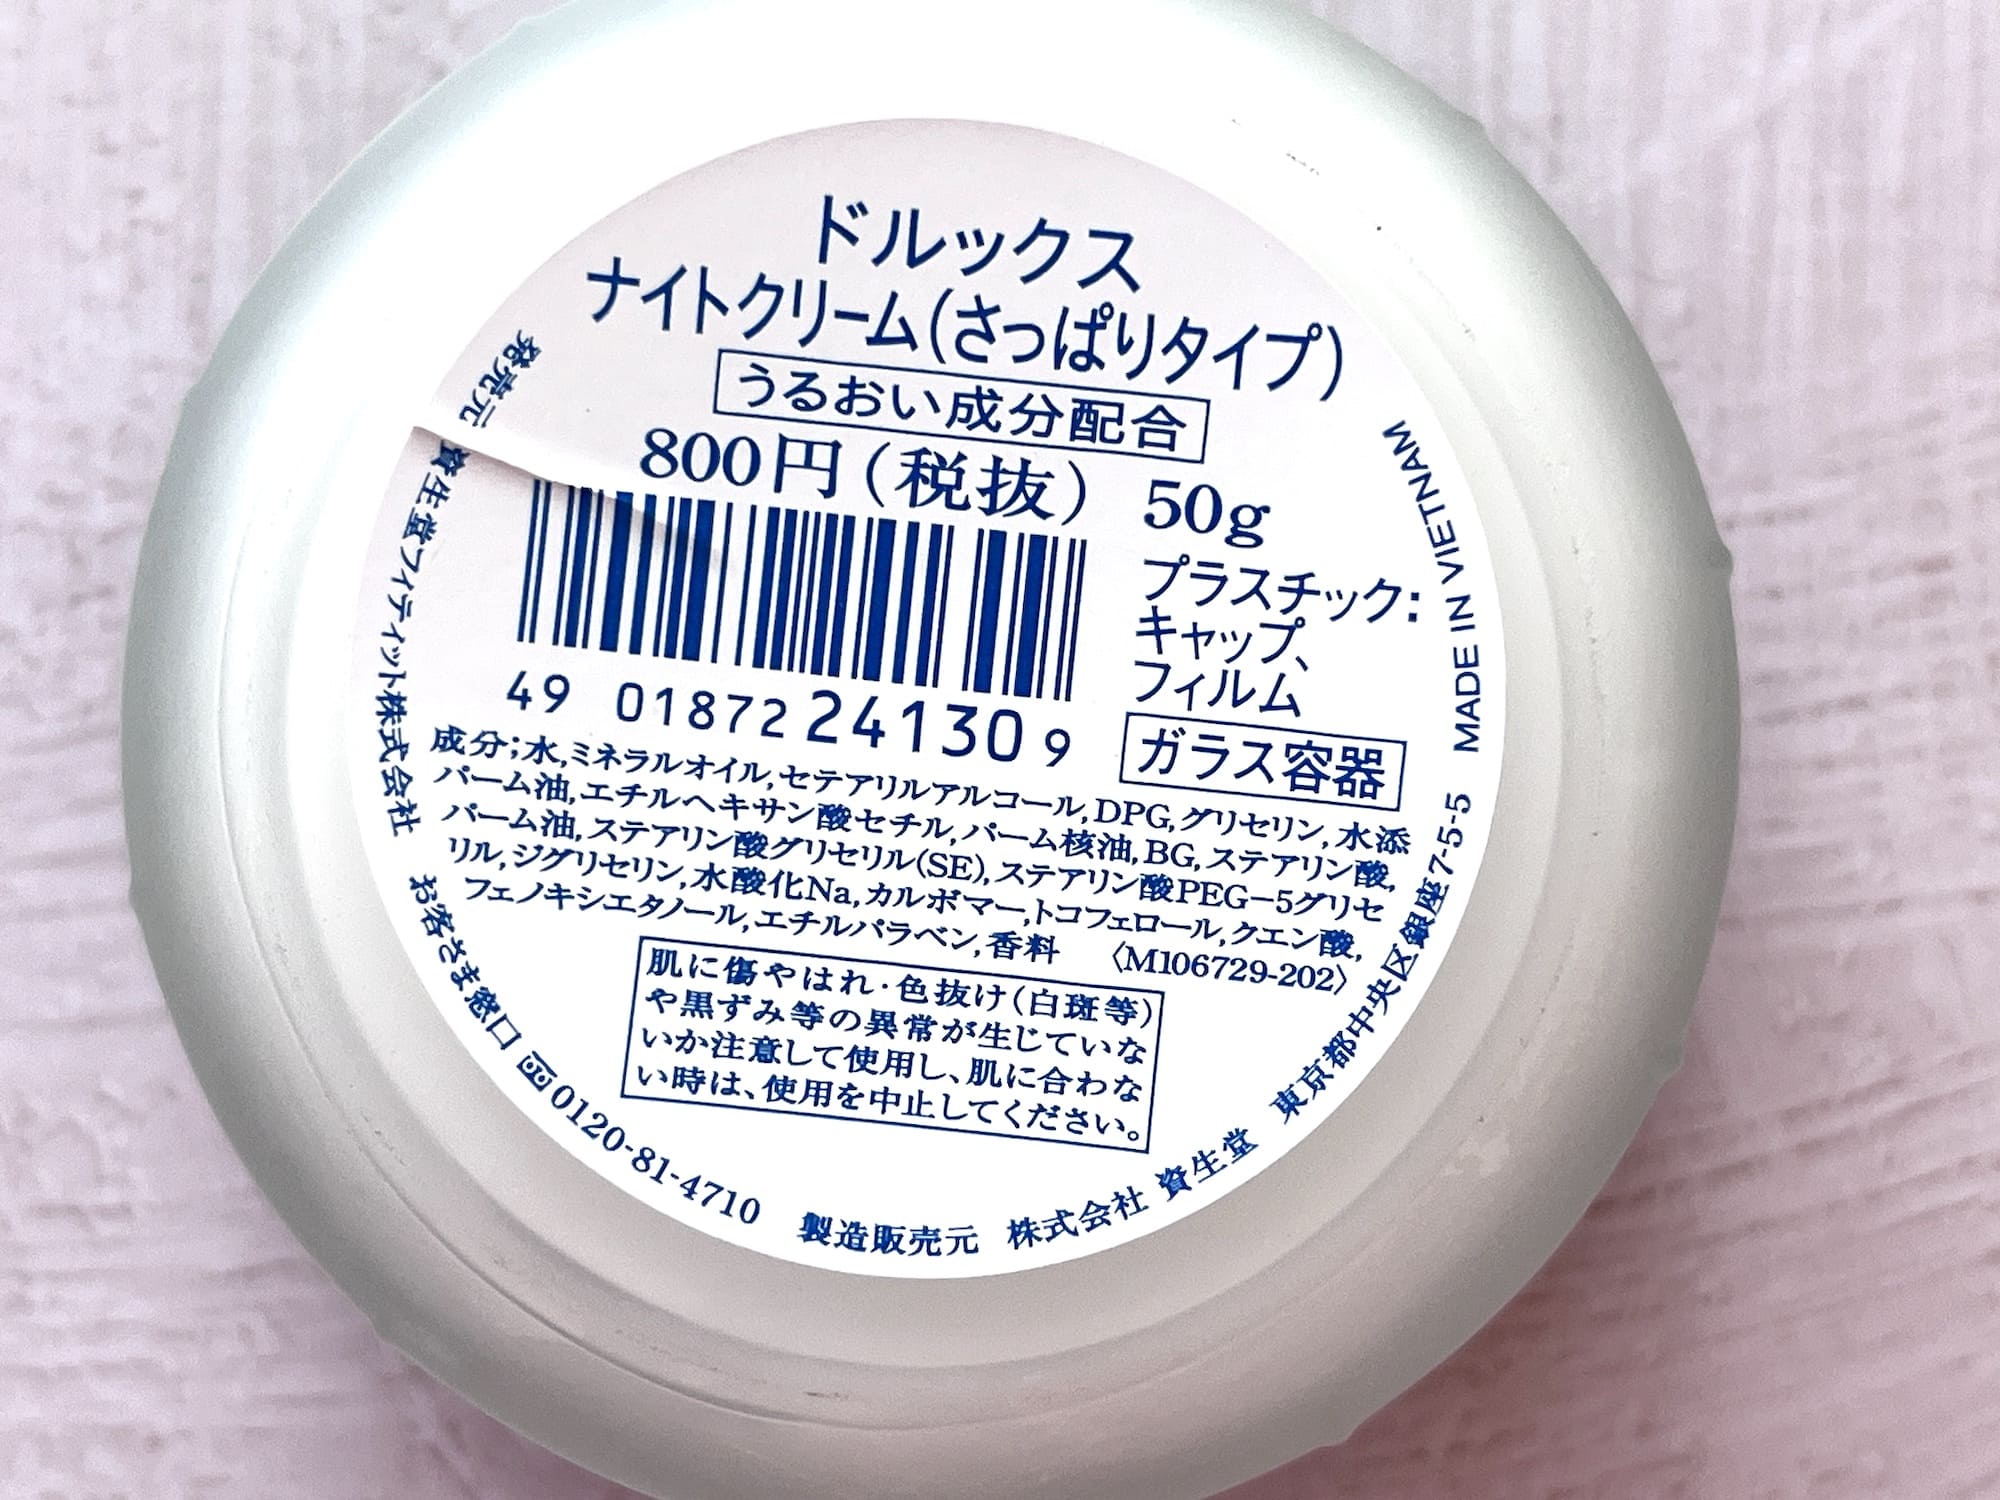 ドルックス
ナイトクリーム(さっぱりタイプ)
うるおい成分配合
800円(税抜) 50g
プラスチック:
キャップ、
フィルム
ガラス容器
49 01872 24130 9
成分;水,ミネラルオイル,セテアリルアルコール,DPG,グリセリン,水添
パーム油,エチルヘキサン酸セチル,パーム核油,BG,ステアリン酸,
パーム油,ステアリン酸グリセリル(SE),ステアリン酸PEG-5グリセ
リル,ジグリセリン,水酸化Na,カルボマー,トコフェロール,クエン酸,
フェノキシエタノール,エチルパラベン,香料 〈M106729-202〉
肌に傷やはれ・色抜け(白斑等)
や黒ずみ等の異常が生じていな
いか注意して使用し、肌に合わな
い時は、使用を中止してください。
発売元 資生堂フィティット株式会社 お客さま窓口 0120-81-4710
製造販売元 株式会社 資生堂 東京都中央区銀座7-5-5 MADE IN VIETNAM